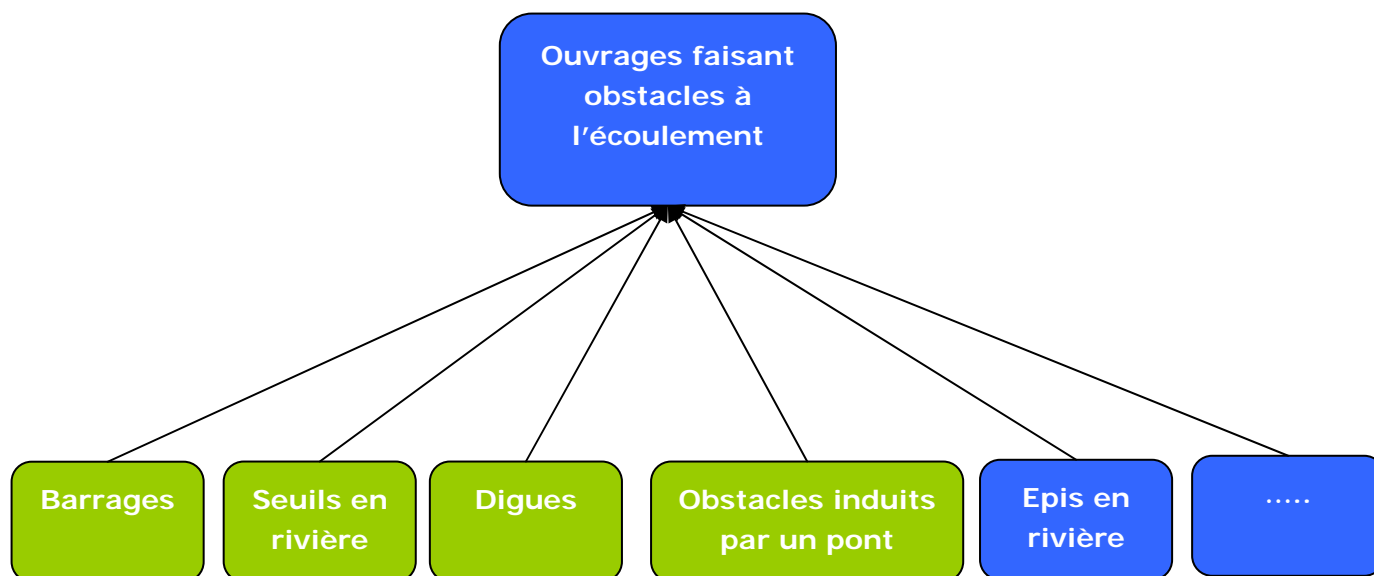 Ouvrages faisant
obstacles à
l’écoulement
Barrages
Seuils en
rivière
Digues
Obstacles induits
par un pont
Epis en
rivière
.....